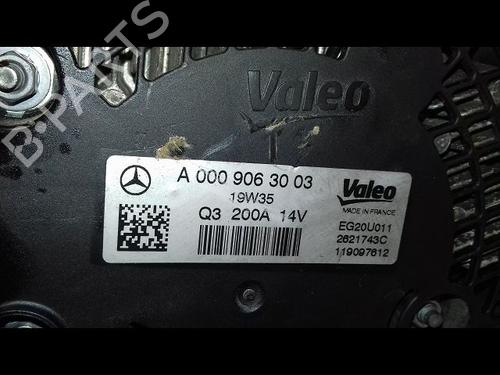 B-PARTS
Valeo
A 000 906 30 03
19W35
Q3 200A 14V
Valeo
MADE IN FRANCE
EG20U011
2621743C
119097612